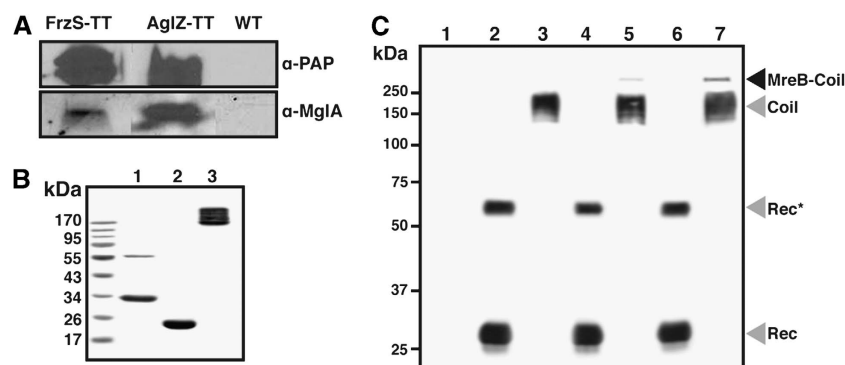 A
FrzS-TT AglZ-TT WT
α-PAP
α-MglA
B
kDa 1 2 3
170
95
55
43
34
26
17
C
kDa 1 2 3 4 5 6 7
250
150
100
75
50
37
25
MreB-Coil
Coil
Rec*
Rec